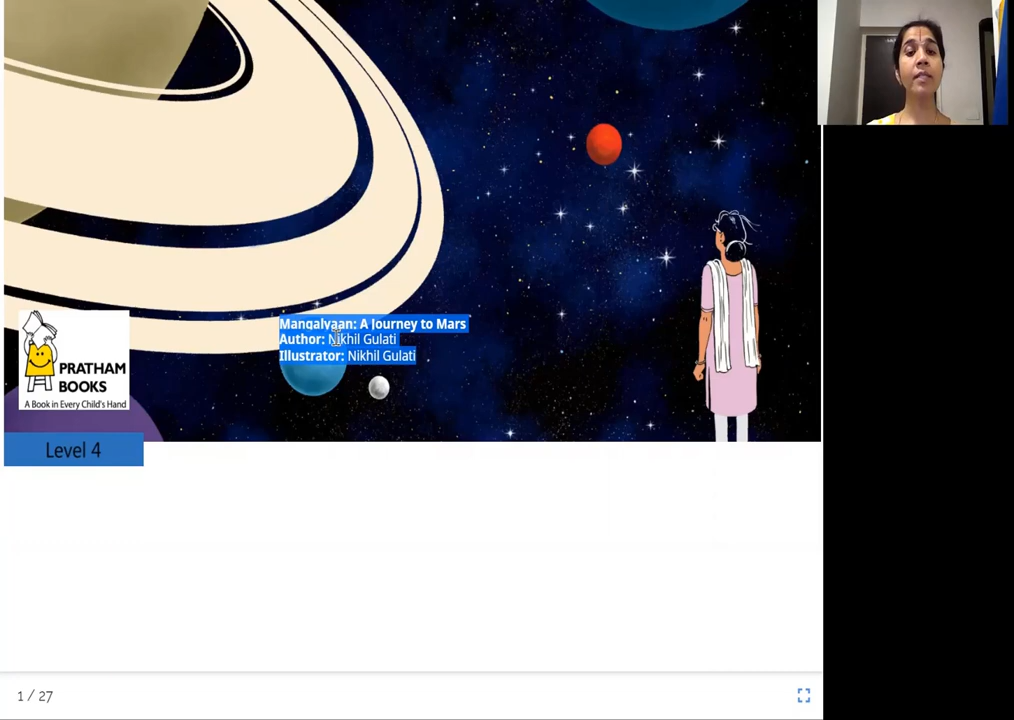 Mangalyaan: A Journey to Mars
Author: Nikhil Gulati
Illustrator: Nikhil Gulati
PRATHAM
BOOKS
A Book in Every Child's Hand
Level 4
1 / 27